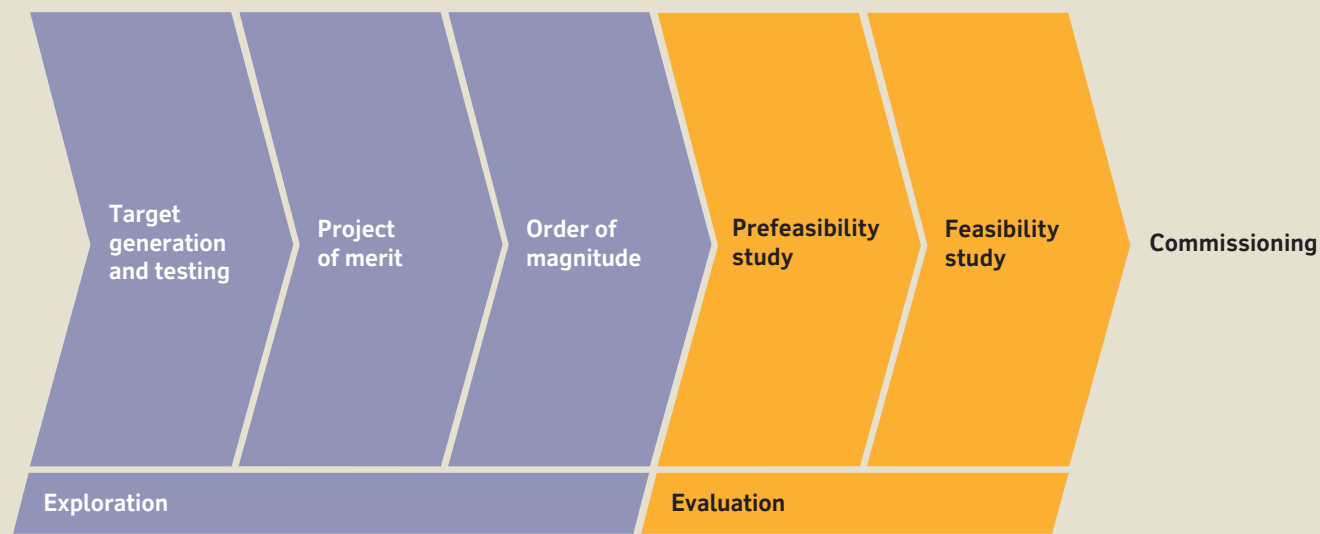 Target
generation
and testing
Project
of merit
Order of
magnitude
Prefeasibility
study
Feasibility
study
Commissioning
Exploration
Evaluation